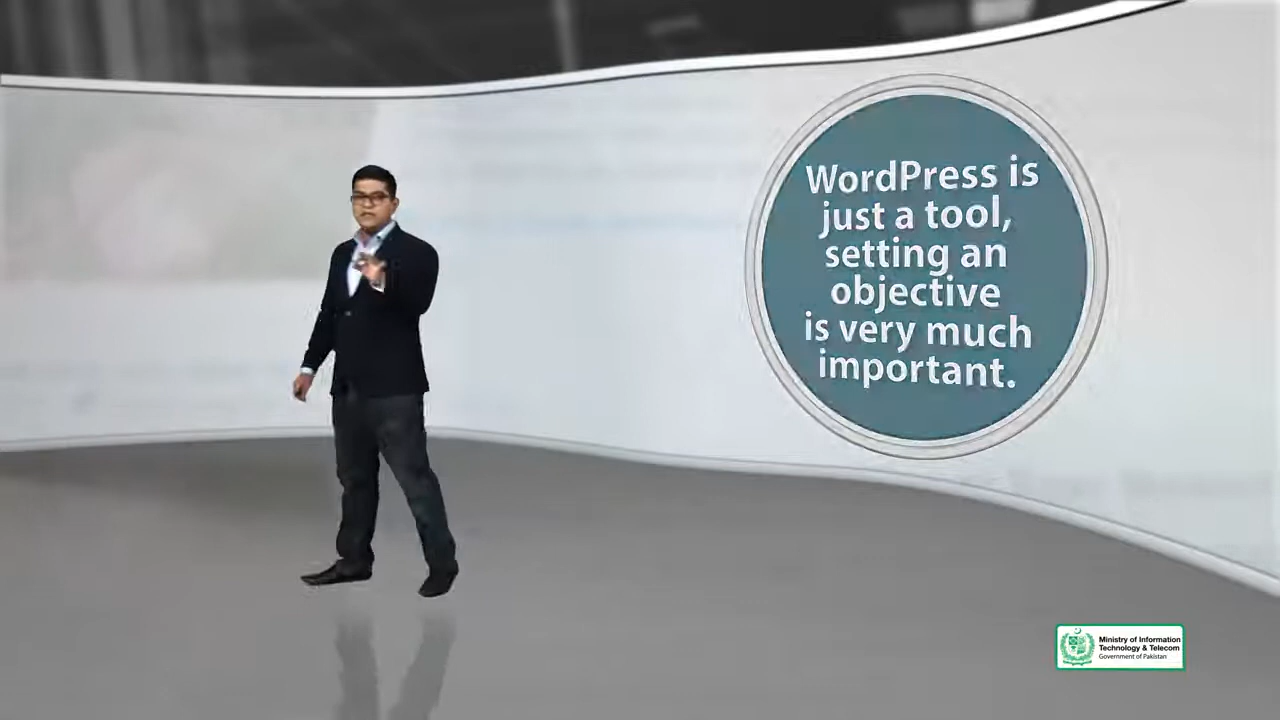 WordPress is
just a tool,
setting an
objective
is very much
important.
Ministry of Information
Technology & Telecom
Government of Pakistan